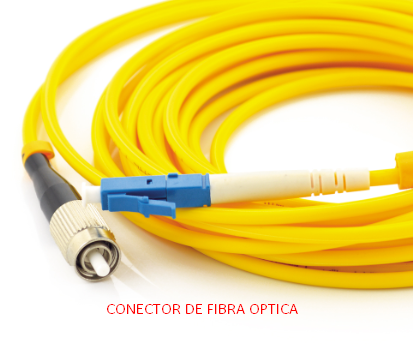 CONECTOR DE FIBRA OPTICA